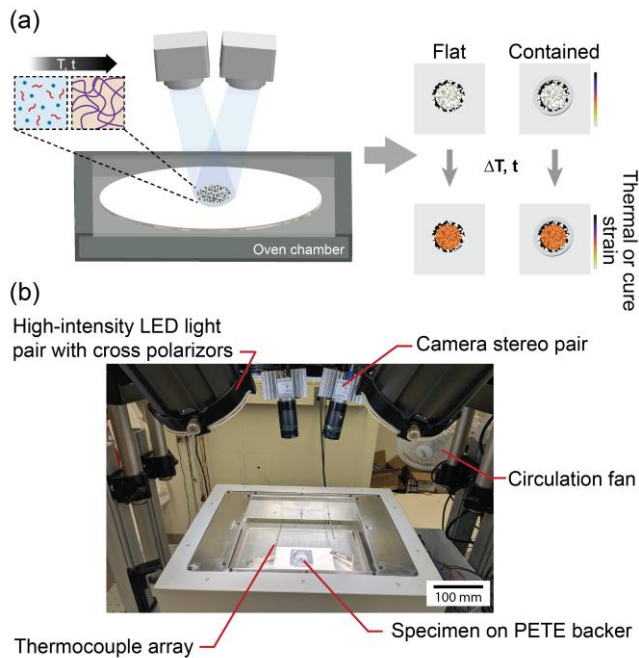 (a)
T, t
Flat
Contained
ΔT, t
Thermal or cure
strain
Oven chamber
(b)
High-intensity LED light
pair with cross polarizors
Camera stereo pair
Circulation fan
100 mm
Thermocouple array
Specimen on PETE backer